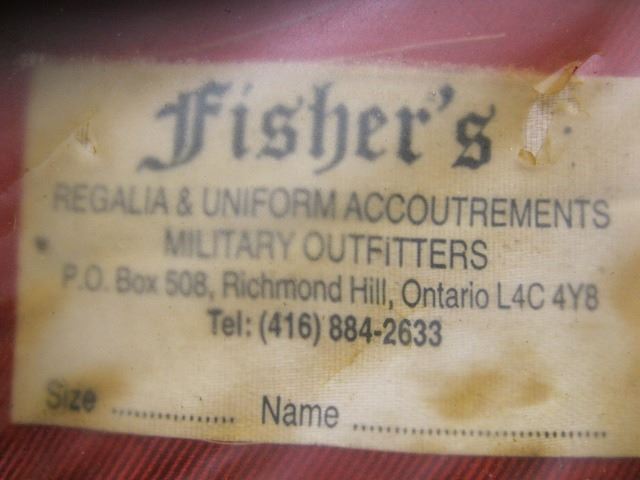 Fisher's
REGALIA & UNIFORM ACCOUTREMENTS
MILITARY OUTFiTTERS
P.O. Box 508, Richmond Hill, Ontario L4C 4Y8
Tel: (416) 884-2633
Size ................ Name ................................